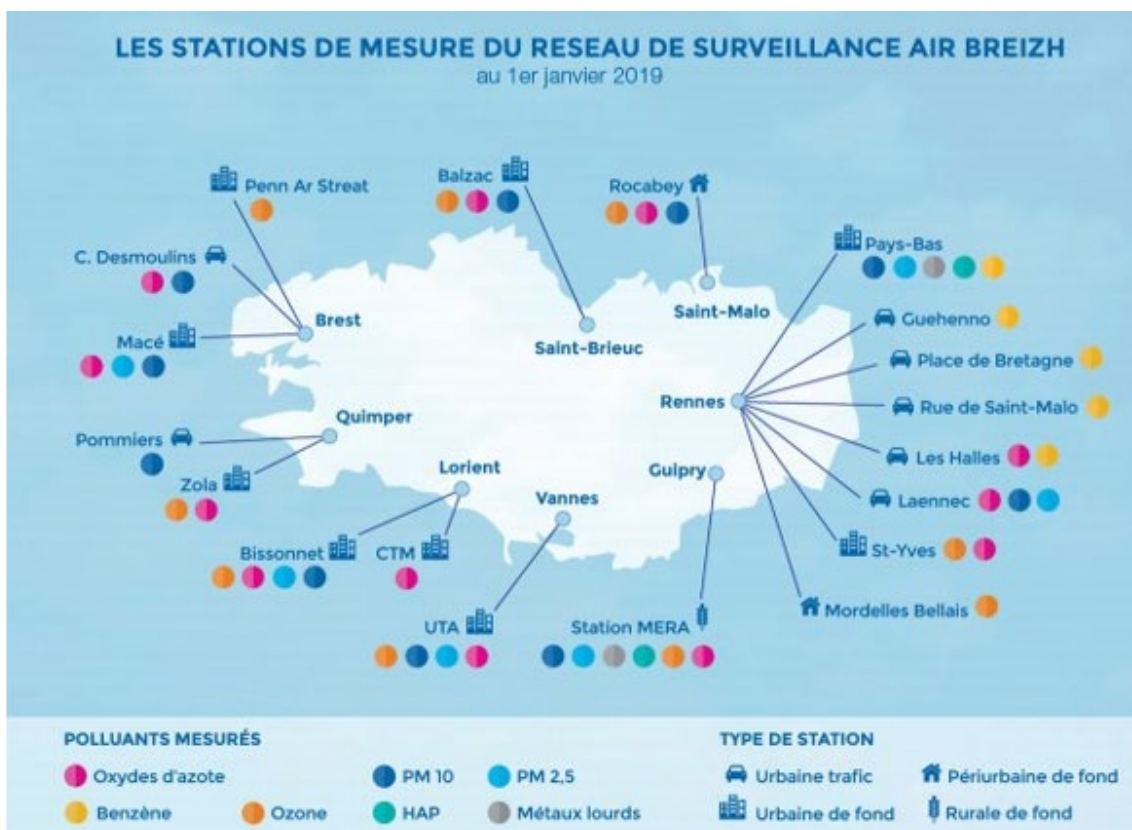 LES STATIONS DE MESURE DU RESEAU DE SURVEILLANCE AIR BREIZH
au 1er janvier 2019
Penn Ar Streat
Balzac
Rocabey
Pays-Bas
C. Desmoulins
Guehenno
Macé
Brest
Saint-Malo
Saint-Brieuc
Place de Bretagne
Rennes
Rue de Saint-Malo
Quimper
Pommiers
Les Halles
Zola
Lorient
Guipry
Laennec
Vannes
Bissonnet
CTM
St-Yves
Mordelles Bellais
UTA
Station MERA
POLLUANTS MESURÉS
Oxydes d'azote
PM 10
PM 2,5
Benzène
Ozone
HAP
Métaux lourds
TYPE DE STATION
Urbaine trafic
Périurbaine de fond
Urbaine de fond
Rurale de fond